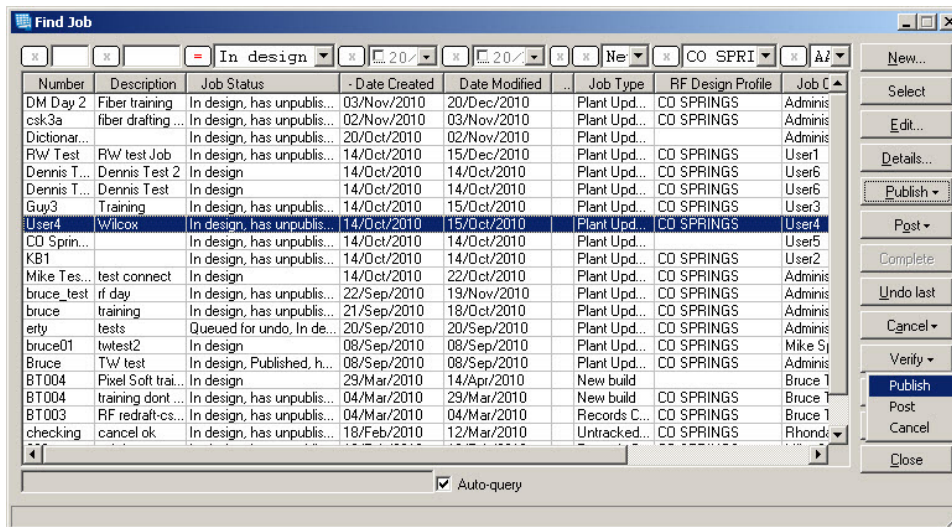 Find Job
x x = In design x 20/ x 20/ x x Ne x CO SPRI x AA
New...
Number Description Job Status - Date Created Date Modified .. Job Type RF Design Profile Job C
DM Day 2 Fiber training In design, has unpublis... 03/Nov/2010 20/Dec/2010 Plant Upd... CO SPRINGS Adminis
Select
csk3a fiber drafting ... In design, has unpublis... 02/Nov/2010 03/Nov/2010 Plant Upd... CO SPRINGS Adminis
Dictionar... In design, has unpublis... 20/Oct/2010 02/Nov/2010 Plant Upd... Adminis
Edit...
RW Test RW test Job In design, has unpublis... 14/Oct/2010 15/Dec/2010 Plant Upd... CO SPRINGS User1
Dennis T... Dennis Test 2 In design 14/Oct/2010 14/Oct/2010 Plant Upd... CO SPRINGS User6
Details...
Dennis T... Dennis Test In design 14/Oct/2010 14/Oct/2010 Plant Upd... CO SPRINGS User6
Guy3 Training In design, has unpublis... 14/Oct/2010 15/Oct/2010 Plant Upd... CO SPRINGS User3
Publish
User4 Wilcox In design, has unpublis... 14/Oct/2010 15/Oct/2010 Plant Upd... CO SPRINGS User4
Post
CO Sprin... In design, has unpublis... 14/Oct/2010 14/Oct/2010 Plant Upd... User5
KB1 In design, has unpublis... 14/Oct/2010 14/Oct/2010 Plant Upd... CO SPRINGS User2
Complete
Mike Tes... test connect In design 14/Oct/2010 22/Oct/2010 Plant Upd... CO SPRINGS Adminis
bruce_test rf day In design, has unpublis... 22/Sep/2010 19/Nov/2010 Plant Upd... CO SPRINGS Adminis
Undo last
bruce training In design, has unpublis... 21/Sep/2010 18/Oct/2010 Plant Upd... CO SPRINGS Adminis
erty tests Queued for undo, In de... 20/Sep/2010 20/Sep/2010 Plant Upd... CO SPRINGS Adminis
Cancel
bruce01 twtest2 In design 08/Sep/2010 08/Sep/2010 Plant Upd... CO SPRINGS Mike Sp
Bruce TW test In design, Published, h... 08/Sep/2010 08/Sep/2010 Plant Upd... CO SPRINGS Adminis
Verify
BT004 Pixel Soft trai... In design 29/Mar/2010 14/Apr/2010 New build Bruce T
Publish
BT004 training dont ... In design, has unpublis... 04/Mar/2010 29/Mar/2010 New build CO SPRINGS Bruce T
Post
BT003 RF redraft-cs... In design, has unpublis... 04/Mar/2010 04/Mar/2010 Records C... CO SPRINGS Bruce T
Cancel
checking cancel ok In design, has unpublis... 18/Feb/2010 12/Mar/2010 Untracked... CO SPRINGS Rhonda
Close
Auto-query